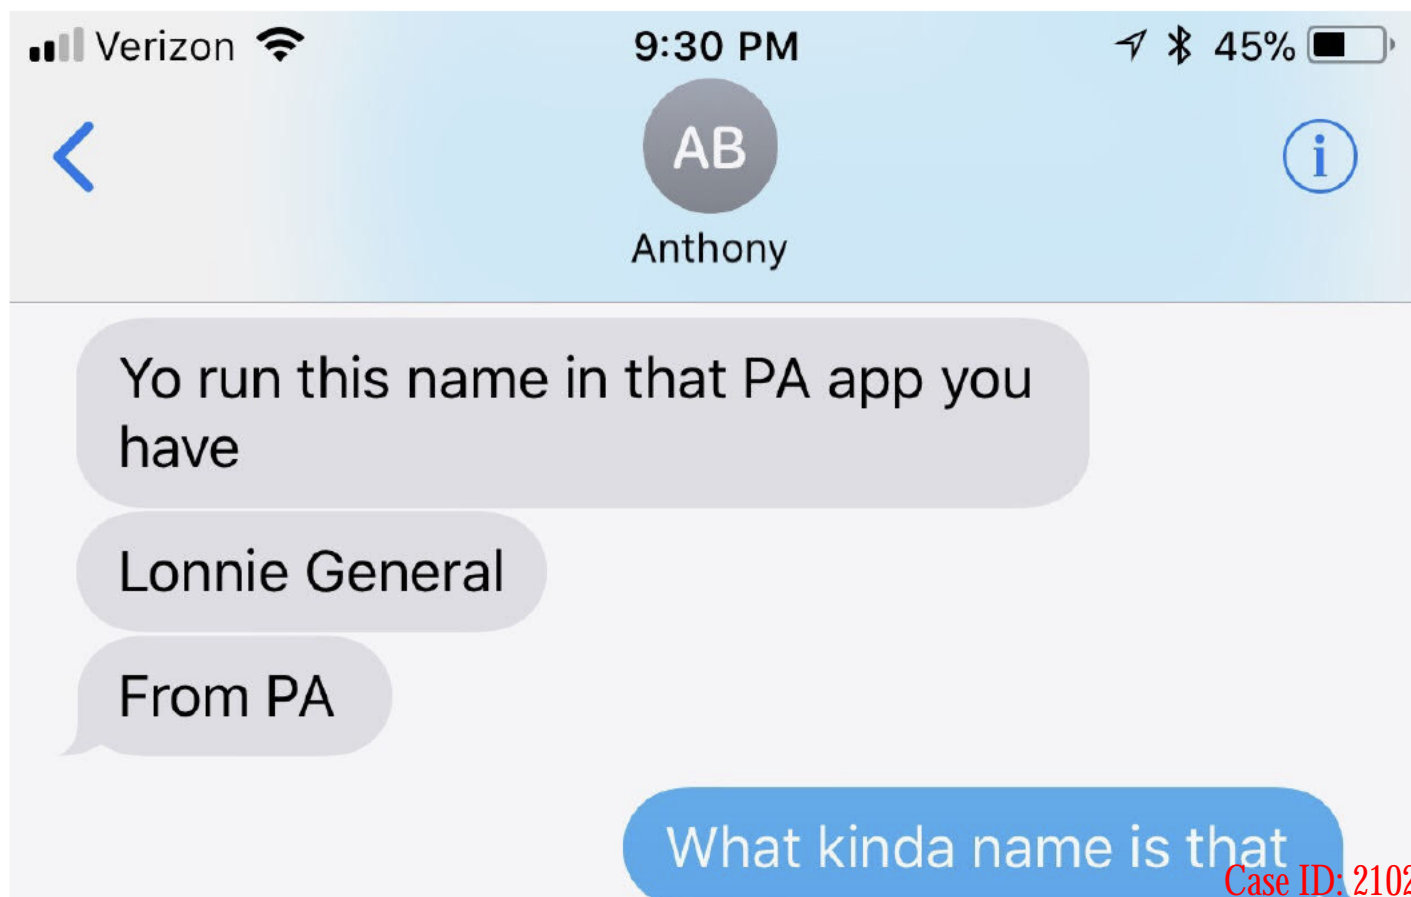 Verizon 9:30 PM 45%
AB
i
Anthony
Yo run this name in that PA app you
have
Lonnie General
From PA
What kinda name is that
Case ID: 2102